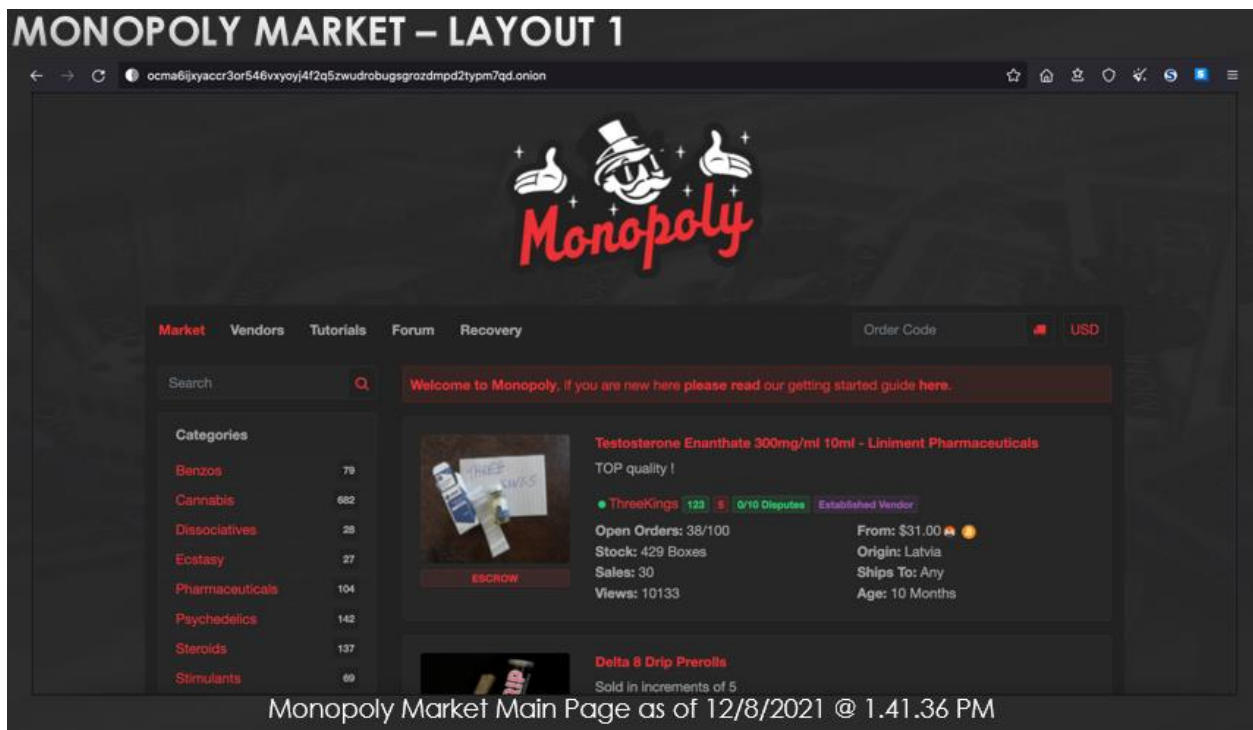 MONOPOLY MARKET – LAYOUT 1
ocma6ijxyaccr3or546vxyoyj4f2q5zwudrobugsgrozdmpd2typm7qd.onion
Monopoly
Market Vendors Tutorials Forum Recovery Order Code USD
Search
Welcome to Monopoly, if you are new here please read our getting started guide here.
Categories
Benzos 79
Cannabis 682
Dissociatives 28
Ecstasy 27
Pharmaceuticals 104
Psychedelics 142
Steroids 137
Stimulants 69
THREE
KINGS
ESCROW
Testosterone Enanthate 300mg/ml 10ml - Liniment Pharmaceuticals
TOP quality !
ThreeKings 123 5 0/10 Disputes Established Vendor
Open Orders: 38/100 From: $31.00
Stock: 429 Boxes Origin: Latvia
Sales: 30 Ships To: Any
Views: 10133 Age: 10 Months
Delta 8 Drip Prerolls
Sold in increments of 5
Monopoly Market Main Page as of 12/8/2021 @ 1.41.36 PM